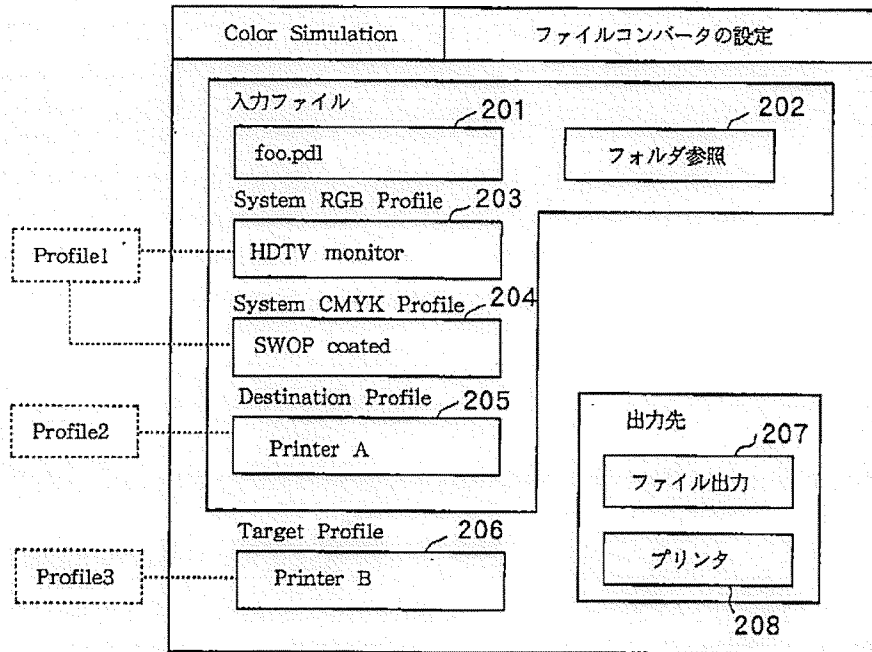 Color Simulation
ファイルコンバータの設定
入力ファイル
201
foo.pdl
202
フォルダ参照
System RGB Profile
203
HDTV monitor
Profile1
System CMYK Profile
204
SWOP coated
Destination Profile
205
Printer A
Profile2
出力先
207
ファイル出力
Target Profile
206
Printer B
Profile3
プリンタ
208